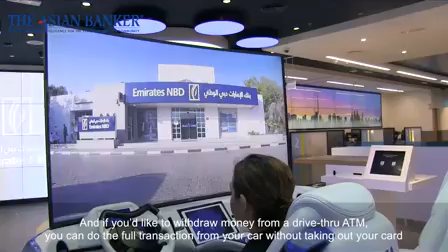 THE ASIAN BANKER
Emirates NBD
بنك الإمارات دبي الوطني
And if you'd like to withdraw money from a drive-thru ATM,
you can do the full transaction from your car without taking out your card